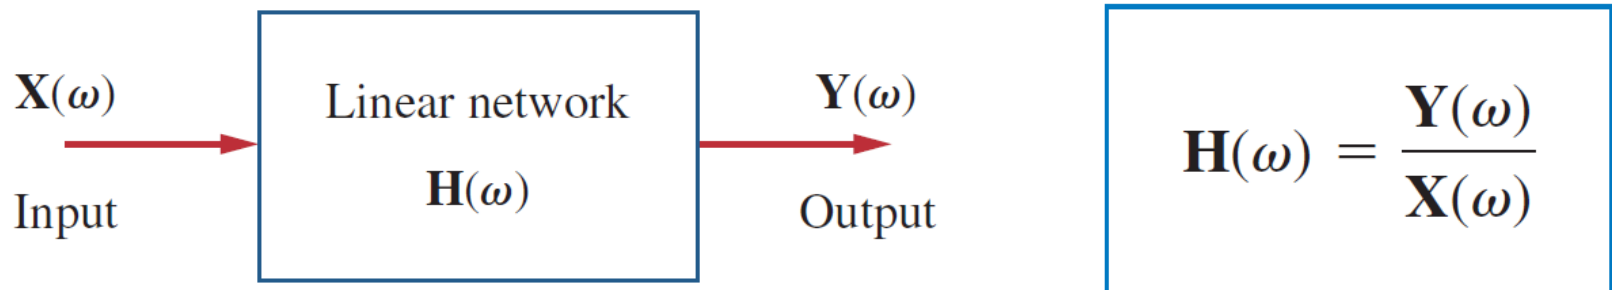 X(ω)
Input
Linear network
H(ω)
Y(ω)
Output
H(ω) = Y(ω) / X(ω)